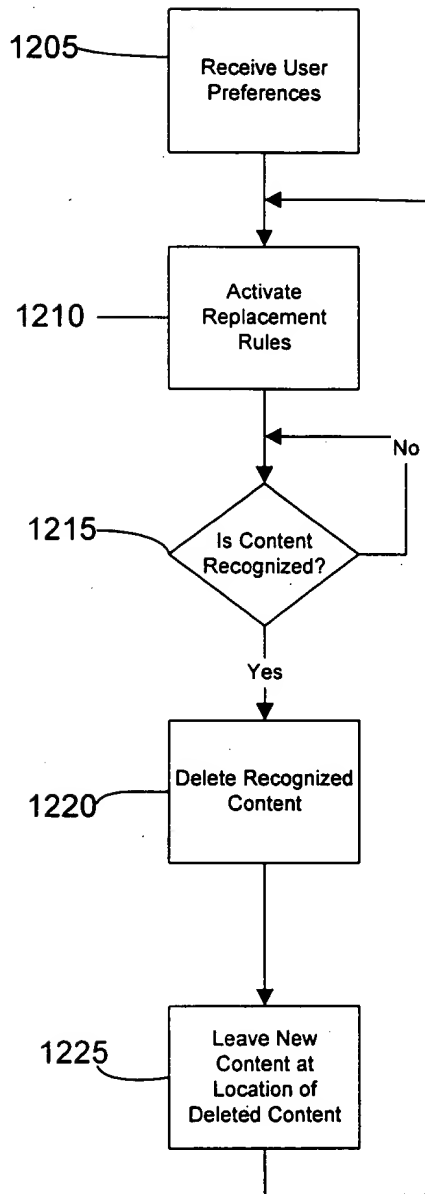 1205
Receive User
Preferences
1210
Activate
Replacement
Rules
No
1215
Is Content
Recognized?
Yes
1220
Delete Recognized
Content
1225
Leave New
Content at
Location of
Deleted Content